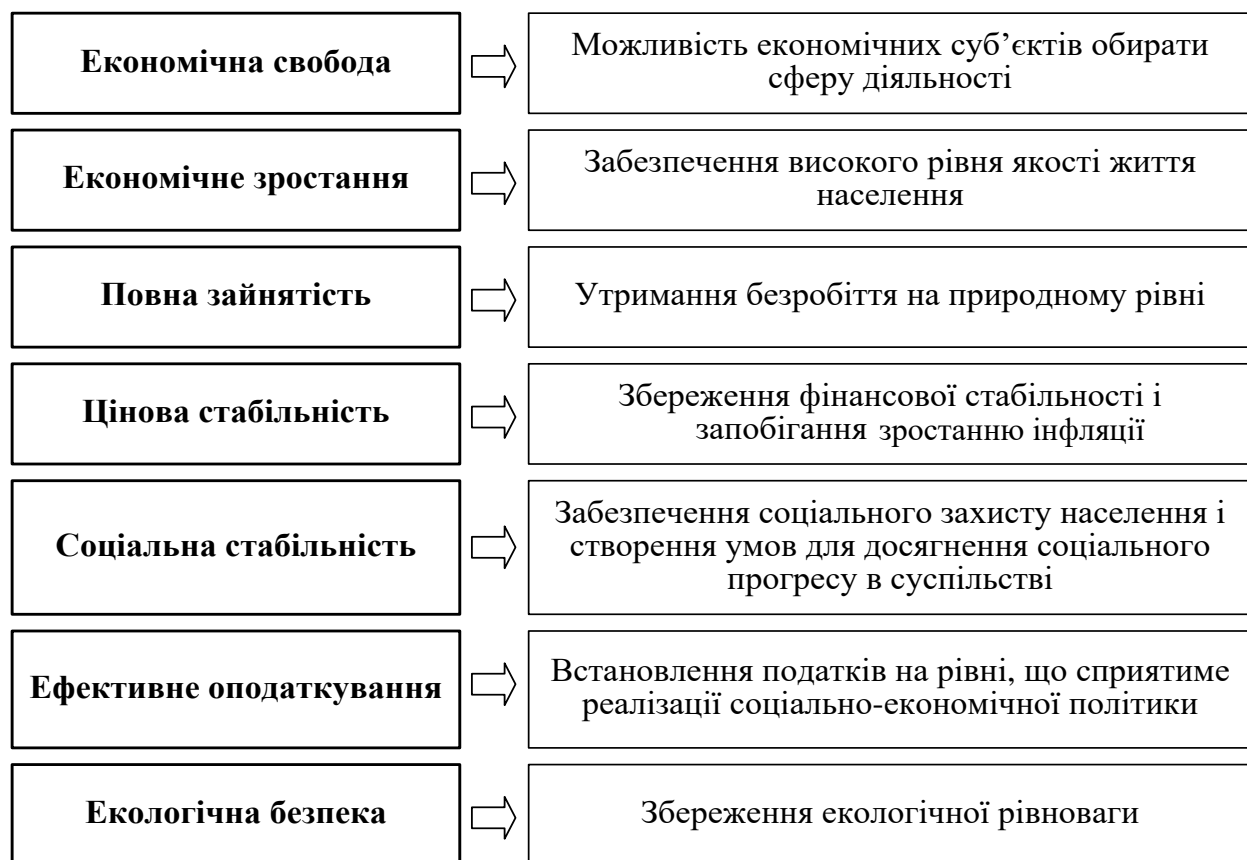 Економічна свобода
Можливість економічних суб’єктів обирати
сферу діяльності
Економічне зростання
Забезпечення високого рівня якості життя
населення
Повна зайнятість
Утримання безробіття на природному рівні
Цінова стабільність
Збереження фінансової стабільності і
запобігання зростанню інфляції
Соціальна стабільність
Забезпечення соціального захисту населення і
створення умов для досягнення соціального
прогресу в суспільстві
Ефективне оподаткування
Встановлення податків на рівні, що сприятиме
реалізації соціально-економічної політики
Екологічна безпека
Збереження екологічної рівноваги